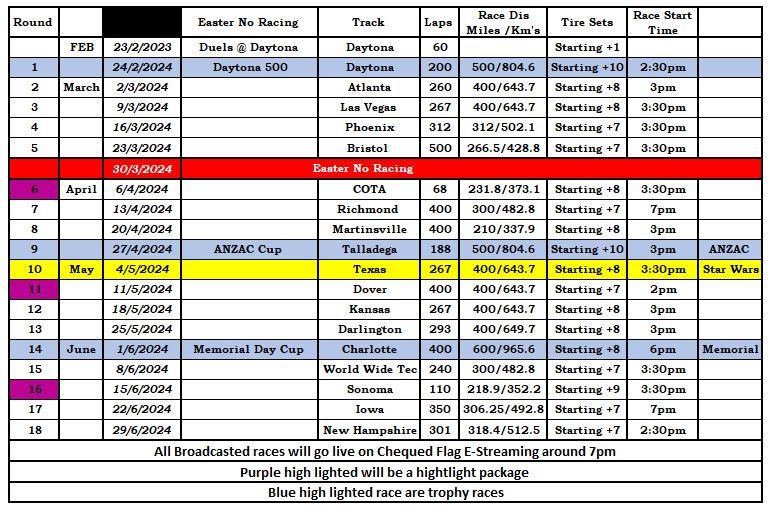 Round Easter No Racing Track Laps Race Dis Miles /Km's Tire Sets Race Start Time
FEB 23/2/2023 Duels @ Daytona Daytona 60 Starting +1
1 24/2/2024 Daytona 500 Daytona 200 500/804.6 Starting +10 2:30pm
2 March 2/3/2024 Atlanta 260 400/643.7 Starting +8 3pm
3 9/3/2024 Las Vegas 267 400/643.7 Starting +8 3:30pm
4 16/3/2024 Phoenix 312 312/502.1 Starting +7 3:30pm
5 23/3/2024 Bristol 500 266.5/428.8 Starting +7 3:30pm
30/3/2024 Easter No Racing
6 April 6/4/2024 COTA 68 231.8/373.1 Starting +8 3:30pm
7 13/4/2024 Richmond 400 300/482.8 Starting +7 7pm
8 20/4/2024 Martinsville 400 210/337.9 Starting +8 3pm
9 27/4/2024 ANZAC Cup Talladega 188 500/804.6 Starting +10 3pm ANZAC
10 May 4/5/2024 Texas 267 400/643.7 Starting +8 3:30pm Star Wars
11 11/5/2024 Dover 400 400/643.7 Starting +7 2pm
12 18/5/2024 Kansas 267 400/643.7 Starting +8 3pm
13 25/5/2024 Darlington 293 400/649.7 Starting +8 3pm
14 June 1/6/2024 Memorial Day Cup Charlotte 400 600/965.6 Starting +8 6pm Memorial
15 8/6/2024 World Wide Tec 240 300/482.8 Starting +7 3:30pm
16 15/6/2024 Sonoma 110 218.9/352.2 Starting +9 3:30pm
17 22/6/2024 Iowa 350 306.25/492.8 Starting +7 7pm
18 29/6/2024 New Hampshire 301 318.4/512.5 Starting +7 2:30pm
All Broadcasted races will go live on Chequed Flag E-Streaming around 7pm
Purple high lighted will be a hightlight package
Blue high lighted race are trophy races